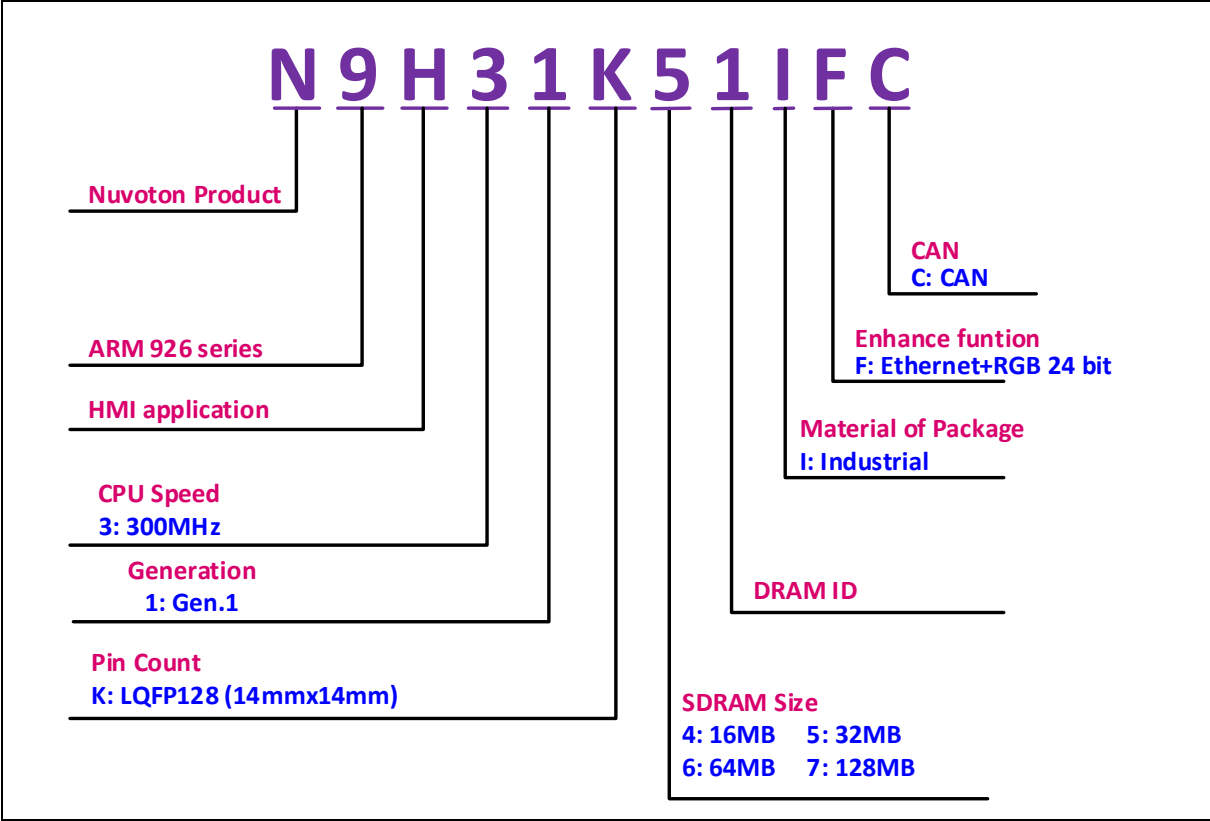 N9H31K51IFC
Nuvoton Product
ARM 926 series
HMI application
CPU Speed
3: 300MHz
Generation
1: Gen.1
Pin Count
K: LQFP128 (14mmx14mm)
CAN
C: CAN
Enhance funtion
F: Ethernet+RGB 24 bit
Material of Package
I: Industrial
DRAM ID
SDRAM Size
4: 16MB 5: 32MB
6: 64MB 7: 128MB